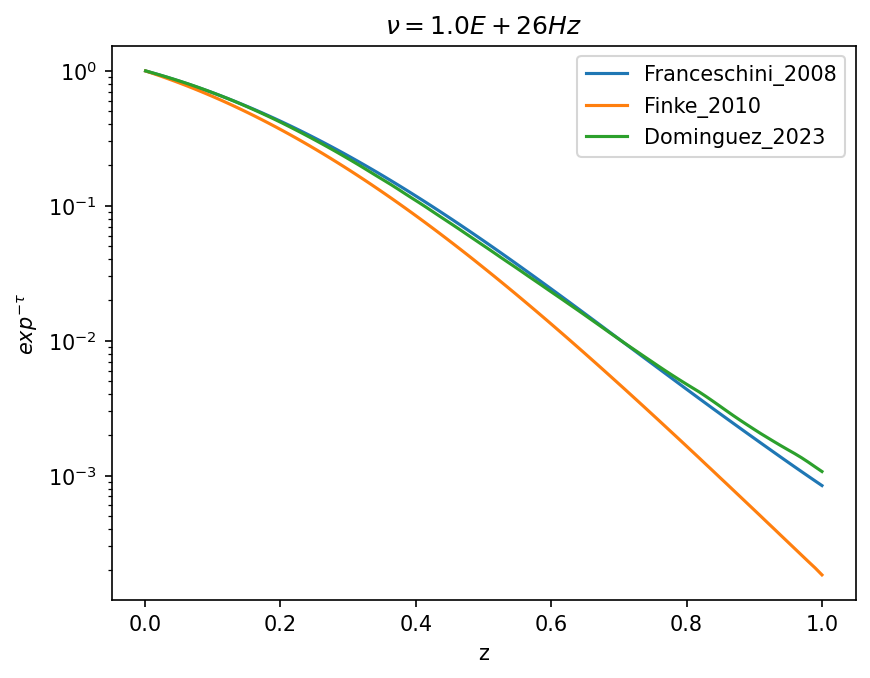 ν = 1.0E + 26Hz
Franceschini_2008
Finke_2010
Dominguez_2023
10⁰
10⁻¹
10⁻²
10⁻³
exp⁻τ
0.0 0.2 0.4 0.6 0.8 1.0
z